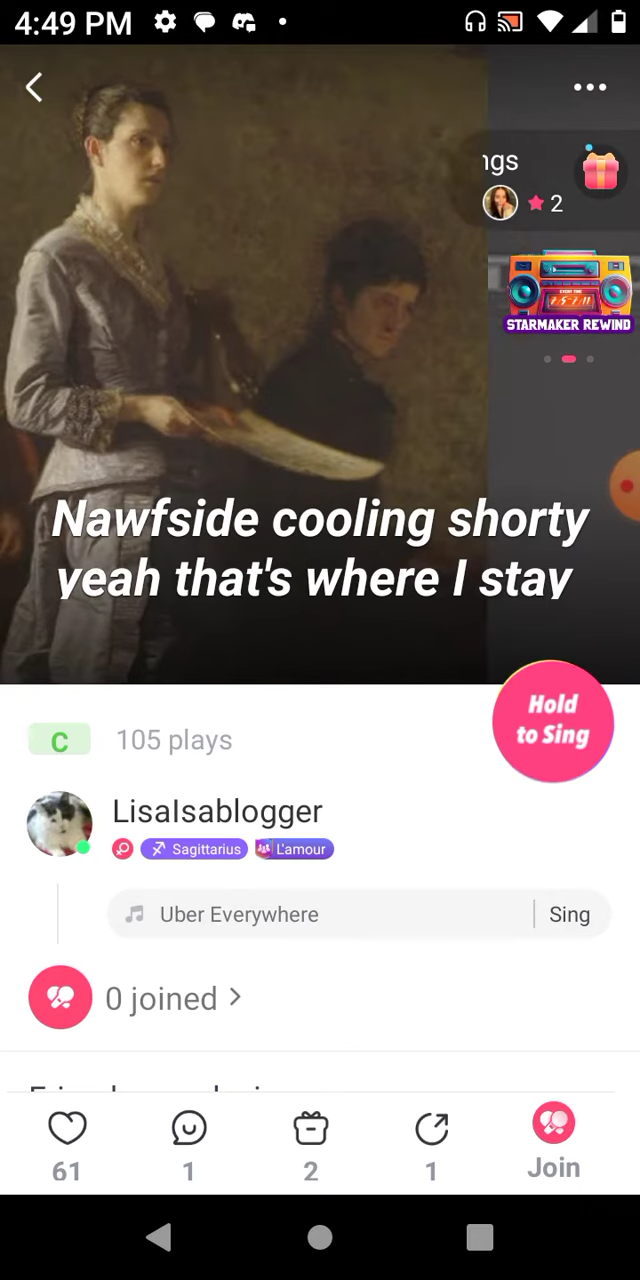 4:49 PM
ngs
2
STARMAKER REWIND
Nawfside cooling shorty
yeah that's where I stay
Hold
to Sing
C
105 plays
LisaIsablogger
Sagittarius
L'amour
Uber Everywhere
Sing
0 joined
61
1
2
1
Join